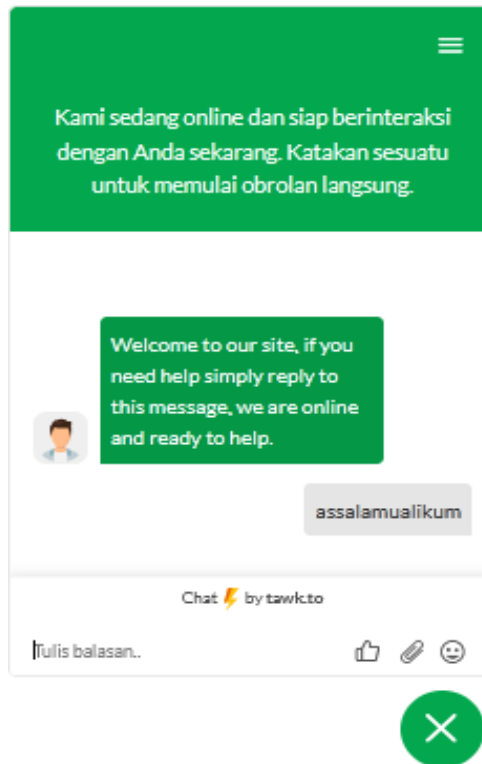 Kami sedang online dan siap berinteraksi
dengan Anda sekarang. Katakan sesuatu
untuk memulai obrolan langsung.
Welcome to our site, if you
need help simply reply to
this message, we are online
and ready to help.
assalamualikum
Chat ⚡ by tawk.to
Tulis balasan..